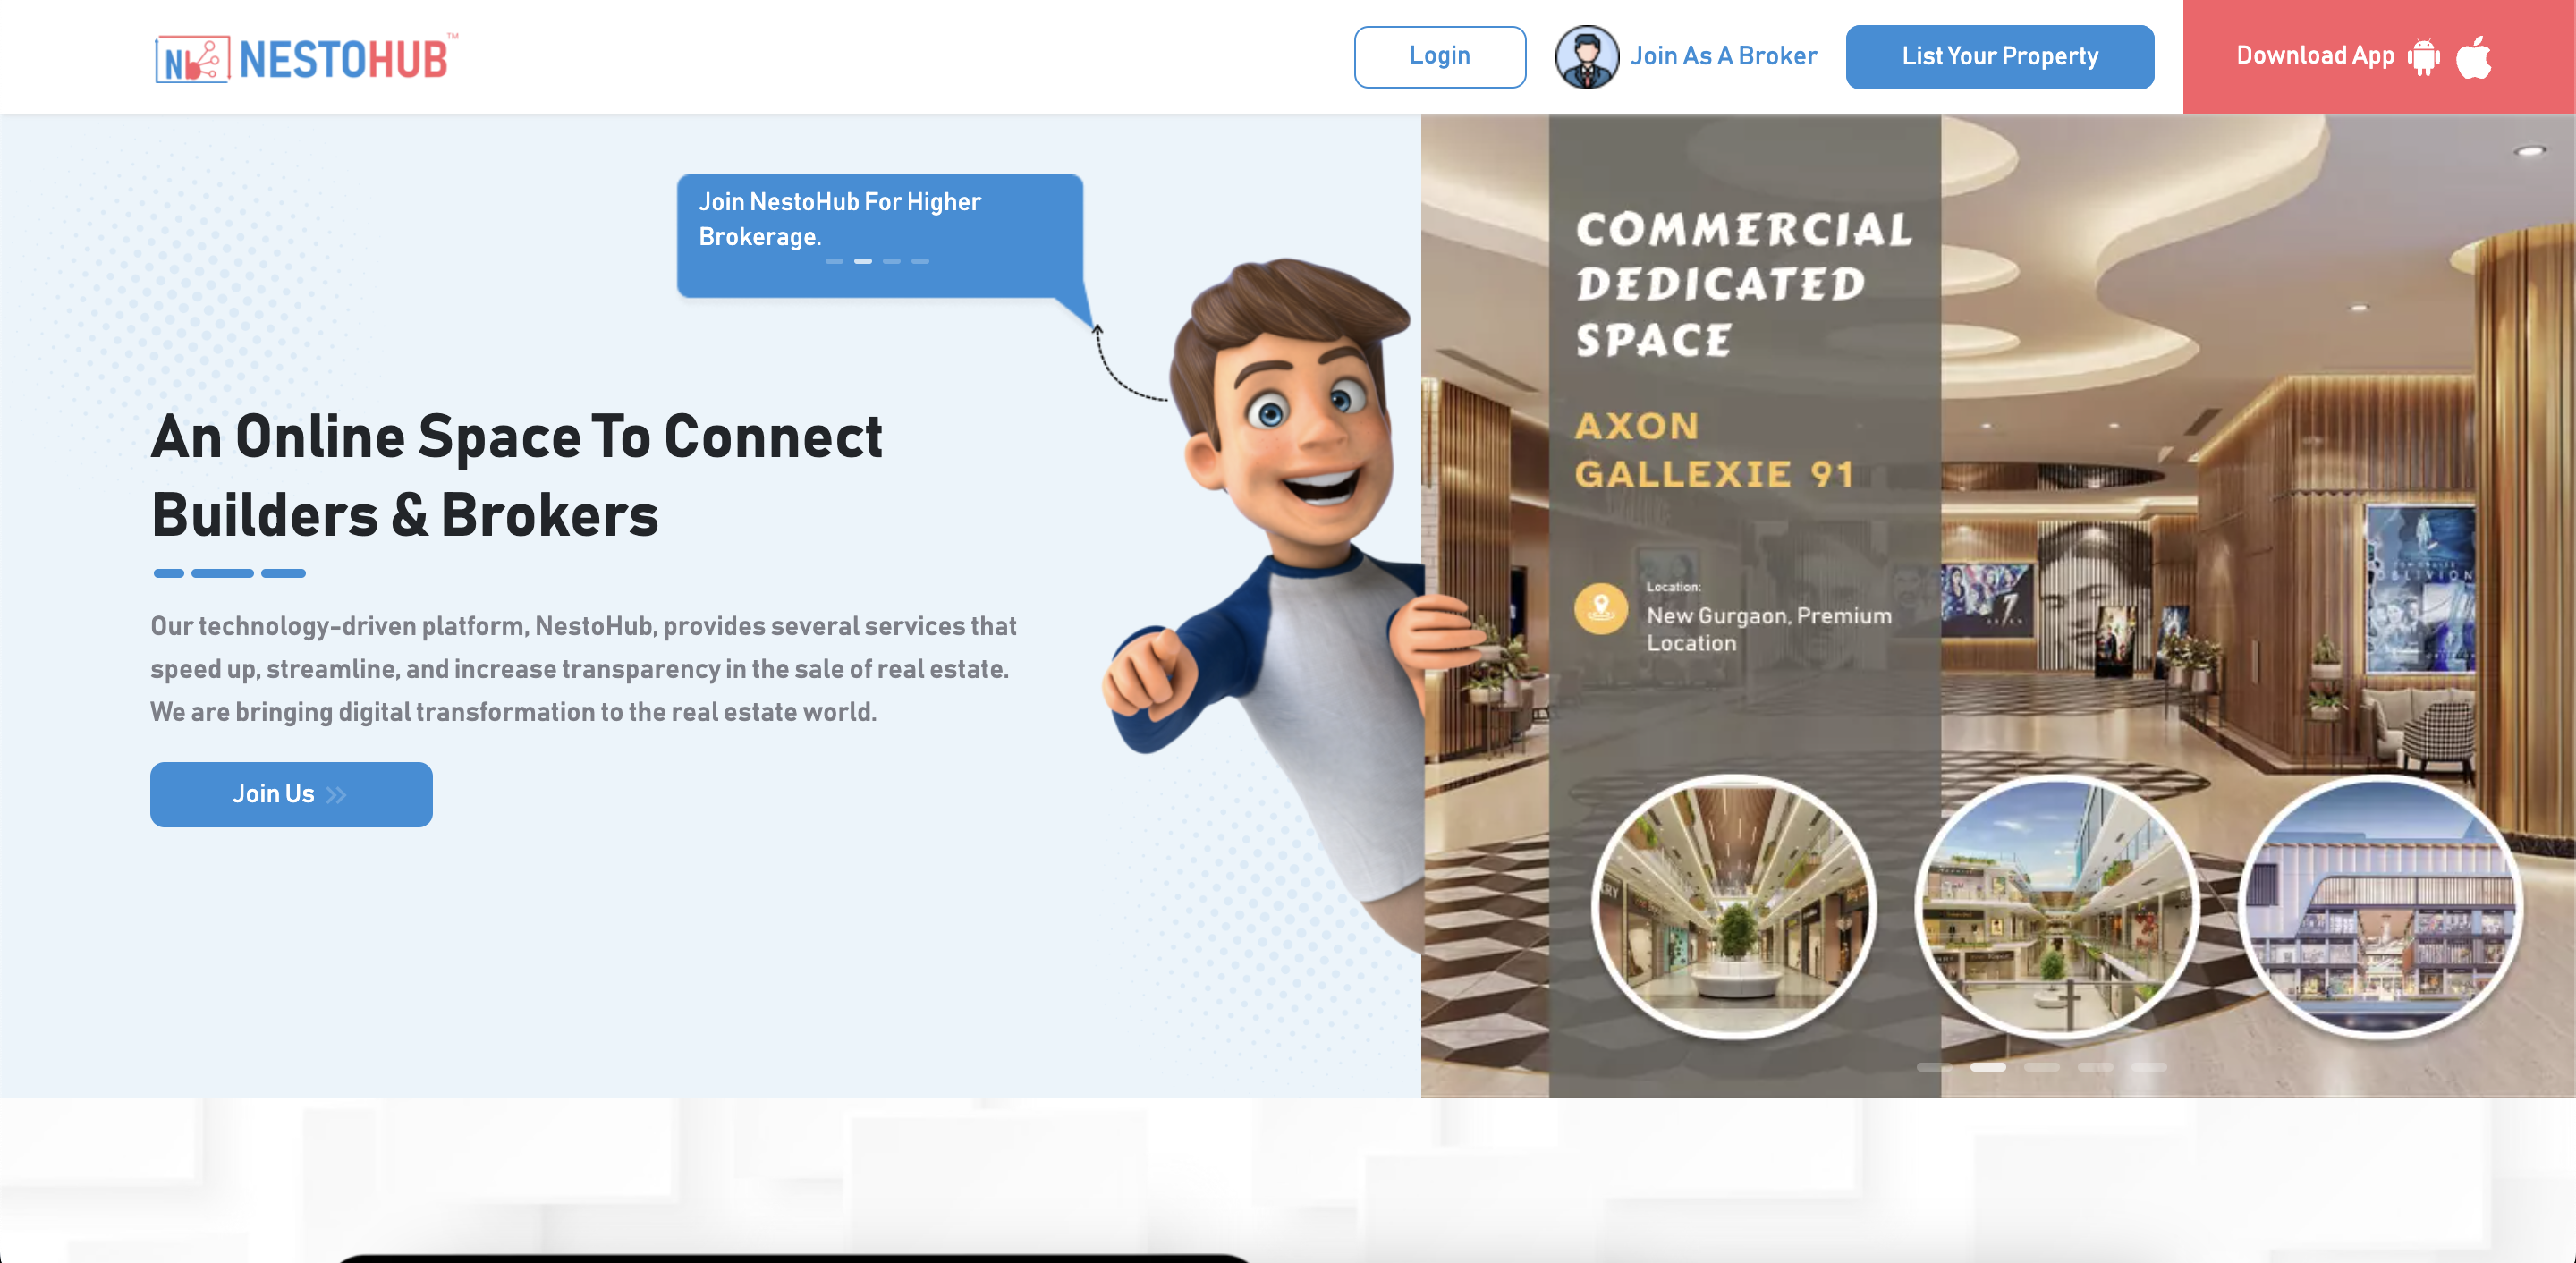 NESTOHUB™
Login
Join As A Broker
List Your Property
Download App
Join NestoHub For Higher
Brokerage.
An Online Space To Connect
Builders & Brokers
Our technology-driven platform, NestoHub, provides several services that
speed up, streamline, and increase transparency in the sale of real estate.
We are bringing digital transformation to the real estate world.
Join Us
COMMERCIAL
DEDICATED
SPACE
AXON
GALLEXIE 91
Location:
New Gurgaon, Premium
Location
OBLIVION
7